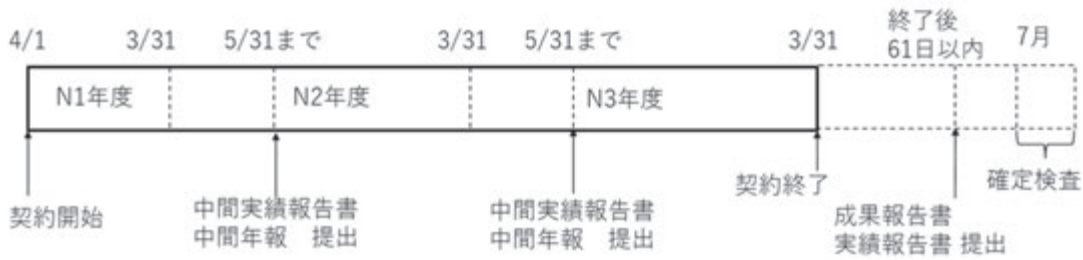 4/1
3/31
5/31まで
3/31
5/31まで
3/31
終了後
61日以内
7月
N1年度
N2年度
N3年度
契約開始
中間実績報告書
中間年報　提出
中間実績報告書
中間年報　提出
契約終了
成果報告書
実績報告書 提出
確定検査